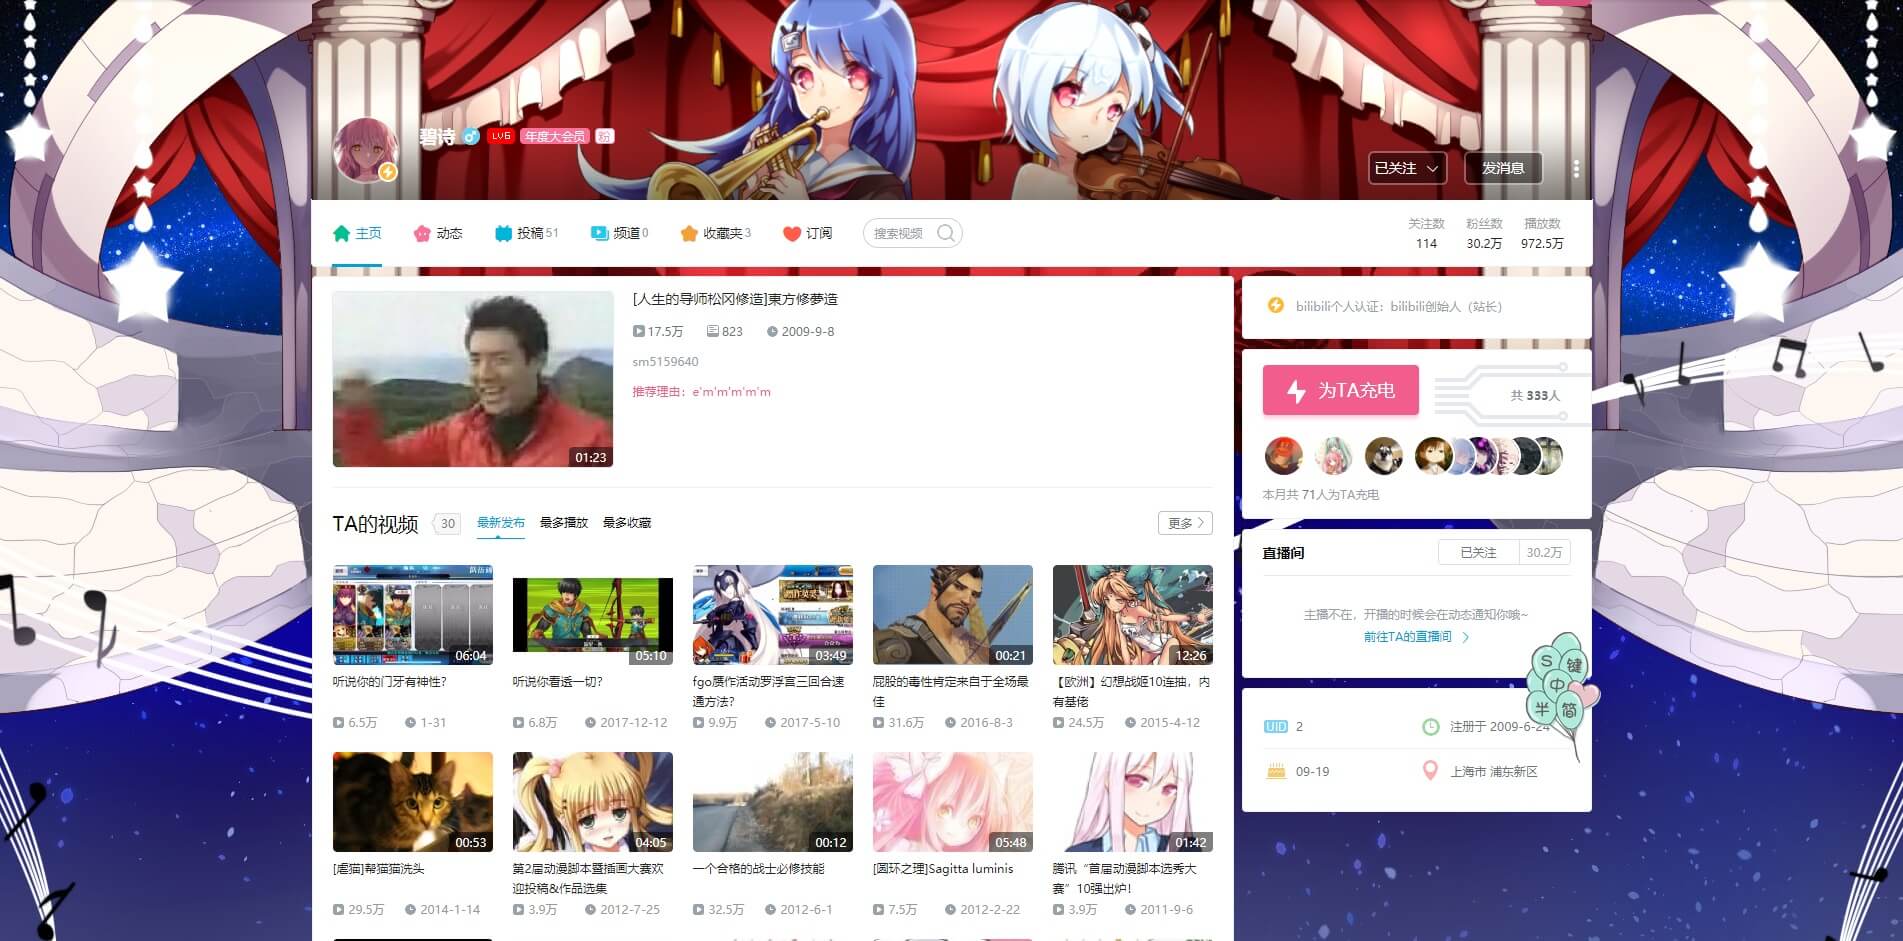 碧诗 LV6 年度大会员 粉
已关注 发消息
主页 动态 投稿 51 频道 0 收藏夹 3 订阅 搜索视频
关注数 粉丝数 播放数
114 30.2万 972.5万
[人生的导师松冈修造]東方修夢造
17.5万 823 2009-9-8
sm5159640
推荐理由：e'm'm'm'm'm
01:23
bilibili个人认证：bilibili创始人（站长）
为TA充电 共 333人
本月共 71人为TA充电
直播间 已关注 30.2万
主播不在，开播的时候会在动态通知你哦~
前往TA的直播间
S 键
中
半 简
UID 2 注册于 2009-6-24
09-19 上海市 浦东新区
TA的视频 30 最新发布 最多播放 最多收藏 更多
06:04 05:10 03:49 00:21 12:26
听说你的门牙有神性?
6.5万 1-31
听说你看透一切?
6.8万 2017-12-12
fgo赝作活动罗浮宫三回合速
通方法?
9.9万 2017-5-10
屁股的毒性肯定来自于全场最
佳
31.6万 2016-8-3
【欧洲】幻想战姬10连抽，内
有基佬
24.5万 2015-4-12
00:53 04:05 00:12 05:48 01:42
[虐猫]帮猫猫洗头
29.5万 2014-1-14
第2届动漫脚本暨插画大赛欢
迎投稿&作品选集
3.9万 2012-7-25
一个合格的战士必修技能
32.5万 2012-6-1
[圆环之理]Sagitta luminis
7.5万 2012-2-22
腾讯“首届动漫脚本选秀大
赛”10强出炉！
3.9万 2011-9-6